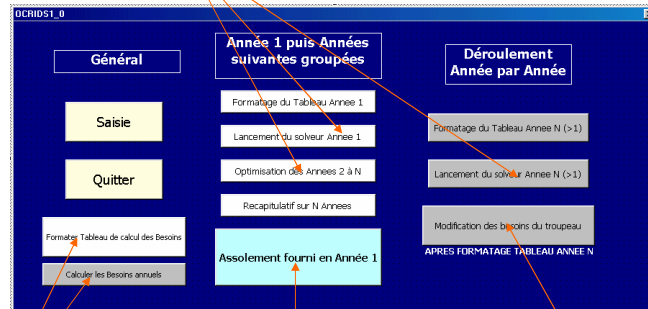 OCRIDS1_0
Général
Saisie
Quitter
Formater Tableau de calcul des Besoins
Calculer les Besoins annuels
Année 1 puis Années
suivantes groupées
Formatage du Tableau Annee 1
Lancement du solveur Annee 1
Optimisation des Annees 2 à N
Recapitulatif sur N Annees
Assolement fourni en Année 1
Déroulement
Année par Année
Formatage du Tableau Annee N (>1)
Lancement du solveur Annee N (>1)
Modification des besoins du troupeau
APRES FORMATAGE TABLEAU ANNEE N